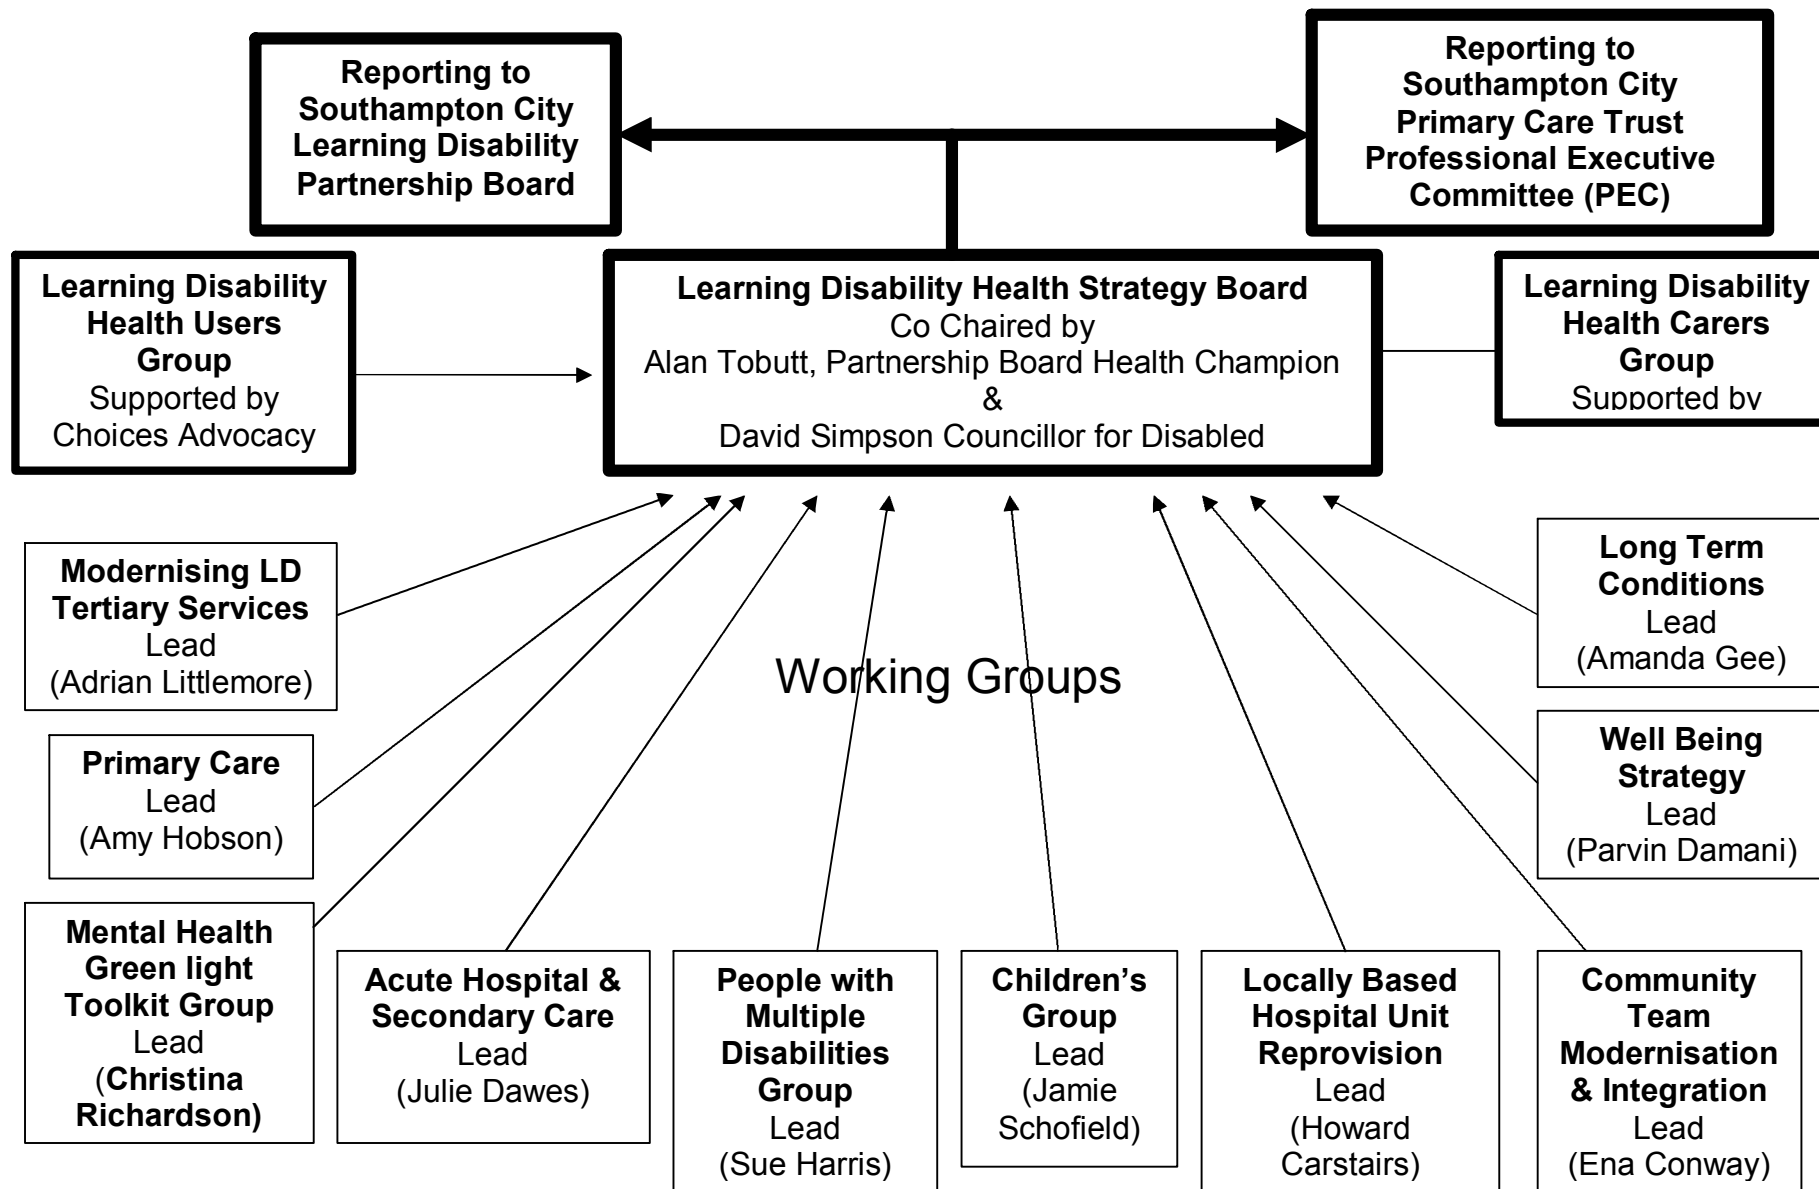 Reporting to
Southampton City
Learning Disability
Partnership Board
Reporting to
Southampton City
Primary Care Trust
Professional Executive
Committee (PEC)
Learning Disability
Health Users
Group
Supported by
Choices Advocacy
Learning Disability Health Strategy Board
Co Chaired by
Alan Tobutt, Partnership Board Health Champion
&
David Simpson Councillor for Disabled
Learning Disability
Health Carers
Group
Supported by
Modernising LD
Tertiary Services
Lead
(Adrian Littlemore)
Long Term
Conditions
Lead
(Amanda Gee)
Working Groups
Primary Care
Lead
(Amy Hobson)
Well Being
Strategy
Lead
(Parvin Damani)
Mental Health
Green light
Toolkit Group
Lead
(Christina
Richardson)
Acute Hospital &
Secondary Care
Lead
(Julie Dawes)
People with
Multiple
Disabilities
Group
Lead
(Sue Harris)
Children’s
Group
Lead
(Jamie
Schofield)
Locally Based
Hospital Unit
Reprovision
Lead
(Howard
Carstairs)
Community
Team
Modernisation
& Integration
Lead
(Ena Conway)